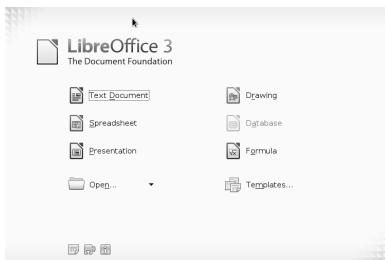 LibreOffice 3
The Document Foundation
Text Document
Drawing
Spreadsheet
Database
Presentation
Formula
Open...
Templates...